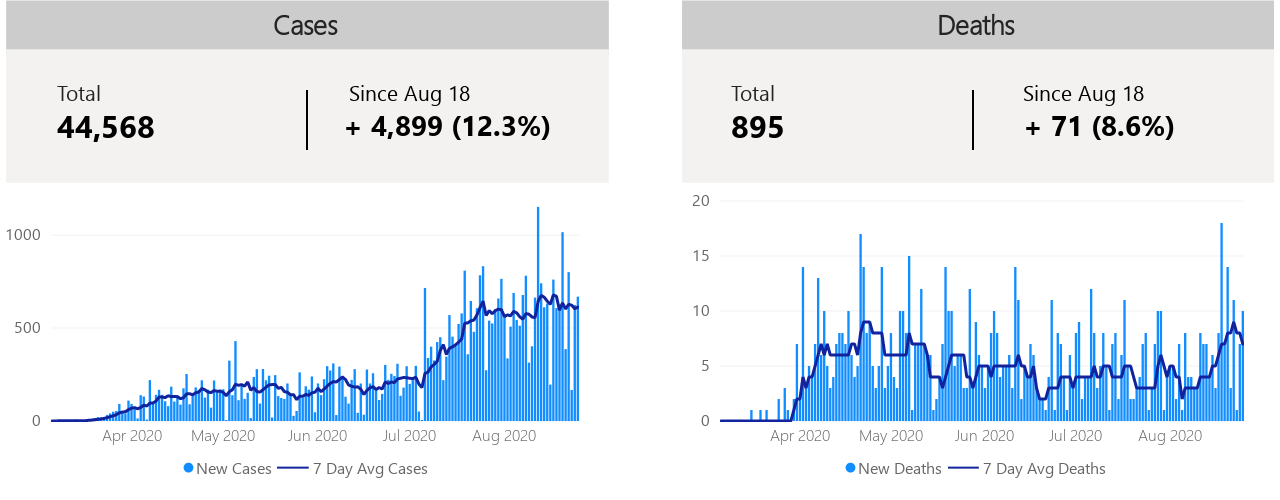 Cases
Total
44,568
Since Aug 18
+ 4,899 (12.3%)
1000
500
0
Apr 2020 May 2020 Jun 2020 Jul 2020 Aug 2020
New Cases 7 Day Avg Cases
Deaths
Total
895
Since Aug 18
+ 71 (8.6%)
20
15
10
5
0
Apr 2020 May 2020 Jun 2020 Jul 2020 Aug 2020
New Deaths 7 Day Avg Deaths